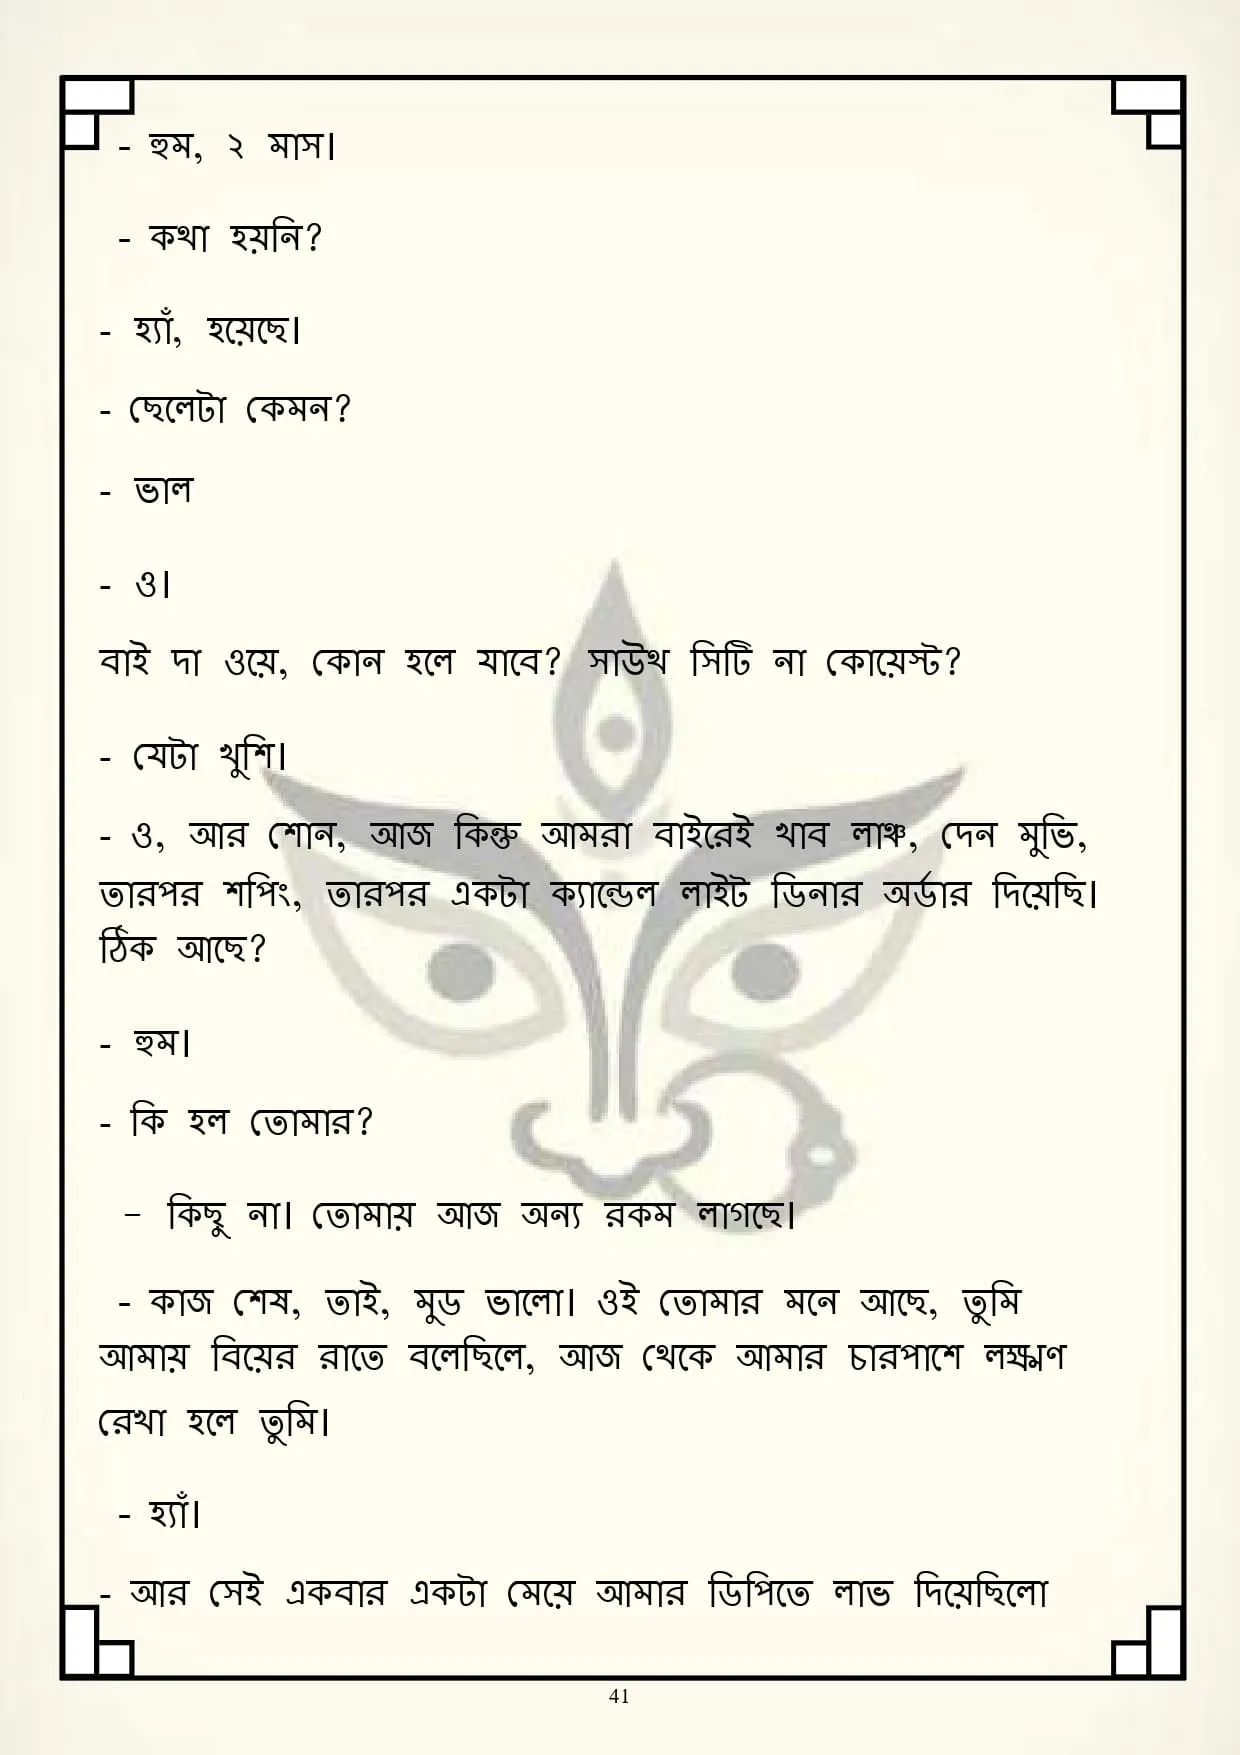 - হুম, ২ মাস।
- কথা হয়নি?
- হ্যাঁ, হয়েছে।
- ছেলেটা কেমন?
- ভাল
- ও।
বাই দা ওয়ে, কোন হলে যাবে? সাউথ সিটি না কোয়েস্ট?
- যেটা খুশি।
- ও, আর শোন, আজ কিন্তু আমরা বাইরেই খাব লাঞ্চ, দেন মুভি,
তারপর শপিং, তারপর একটা ক্যান্ডেল লাইট ডিনার অর্ডার দিয়েছি।
ঠিক আছে?
- হুম।
- কি হল তোমার?
- কিছু না। তোমায় আজ অন্য রকম লাগছে।
- কাজ শেষ, তাই, মুড ভালো। ওই তোমার মনে আছে, তুমি
আমায় বিয়ের রাতে বলেছিলে, আজ থেকে আমার চারপাশে লক্ষ্মণ
রেখা হলে তুমি।
- হ্যাঁ।
- আর সেই একবার একটা মেয়ে আমার ডিপিতে লাভ দিয়েছিলো
41